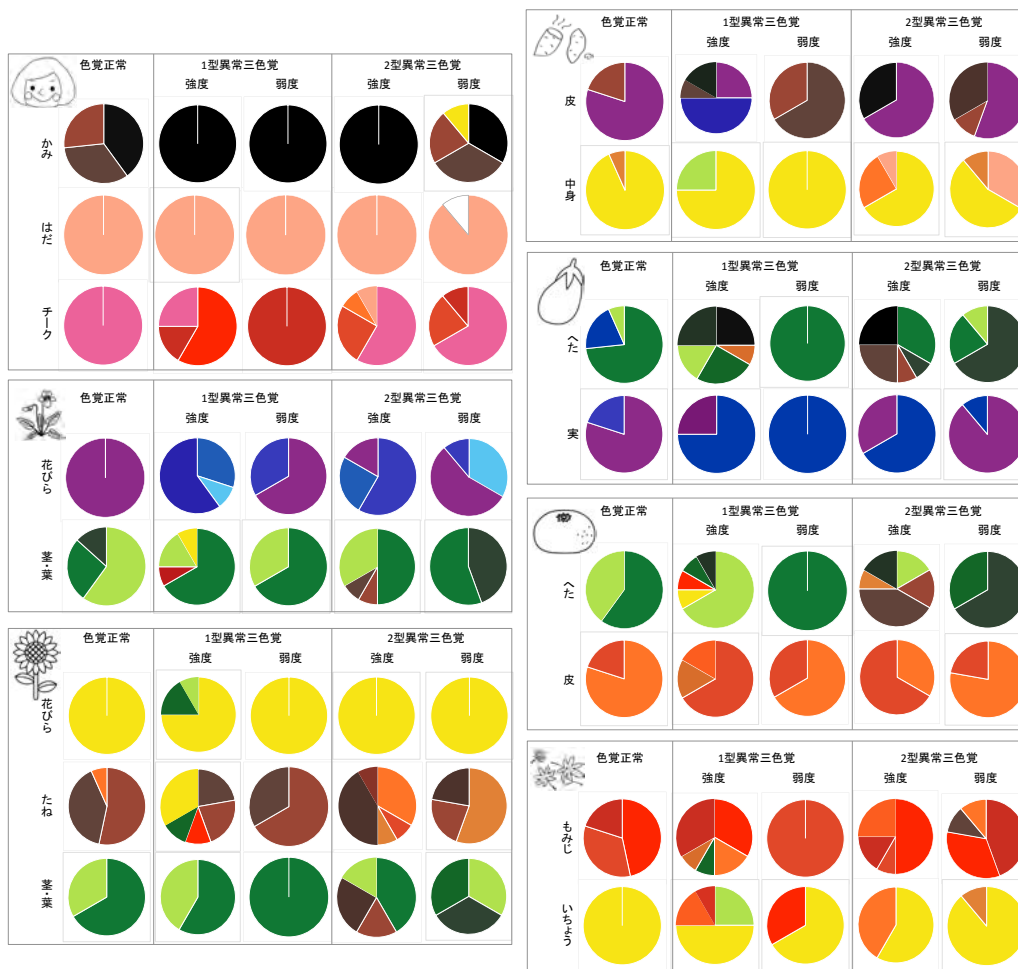 色覚正常 1型異常三色覚 2型異常三色覚
強度 弱度 強度 弱度
かみ
はだ
チーク
色覚正常 1型異常三色覚 2型異常三色覚
強度 弱度 強度 弱度
花びら
茎・葉
色覚正常 1型異常三色覚 2型異常三色覚
強度 弱度 強度 弱度
花びら
たね
茎・葉
色覚正常 1型異常三色覚 2型異常三色覚
強度 弱度 強度 弱度
皮
中身
色覚正常 1型異常三色覚 2型異常三色覚
強度 弱度 強度 弱度
へた
実
色覚正常 1型異常三色覚 2型異常三色覚
強度 弱度 強度 弱度
へた
皮
色覚正常 1型異常三色覚 2型異常三色覚
強度 弱度 強度 弱度
もみじ
いちょう